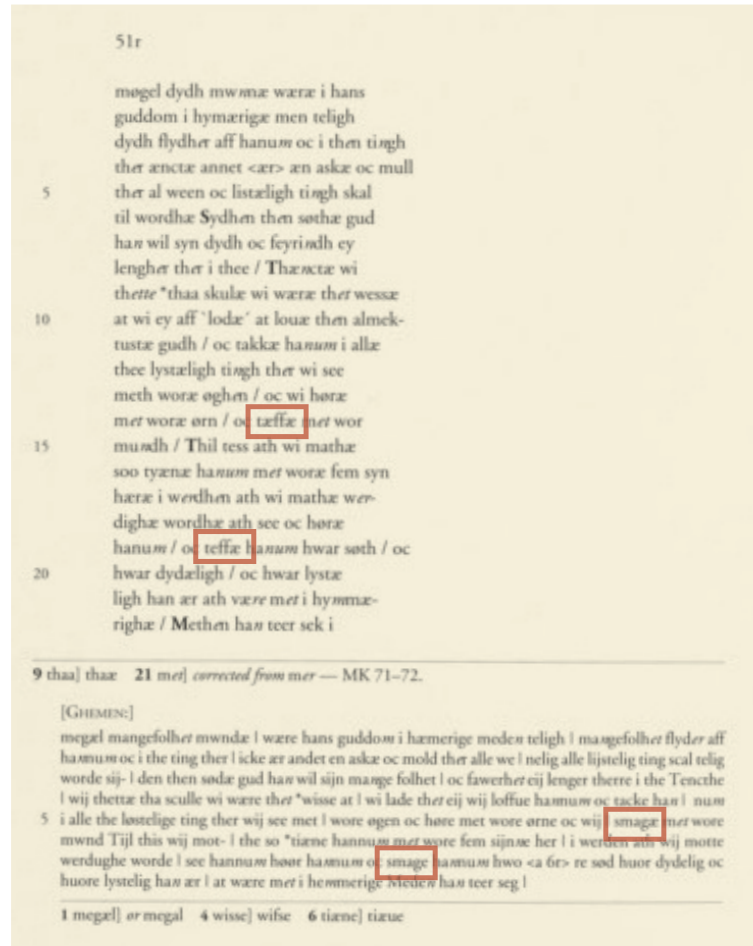 51r
møgel dydh mwnnæ wæræ i hans
guddom i hymærigæ men teligh
dydh flydher aff hanum oc i then tingh
ther ænctæ annet <ær> æn askæ oc mull
5 ther al ween oc listæligh tingh skal
til wordhæ Sydhen then søthæ gud
han wil syn dydh oc feyrindh ey
lengher ther i thee / Thænctæ wi
thette *thaa skulæ wi wæræ thet wessæ
10 at wi ey aff `lodæ´ at louæ then almek-
tustæ gudh / oc takkæ hanum i allæ
thee lystæligh tingh ther wi see
meth woræ øghen / oc wi høræ
met woræ ørn / oc tæffæ met wor
15 mundh / Thil tess ath wi mathæ
soo tyænæ hanum met woræ fem syn
hæræ i werdhen ath wi mathæ wer-
dighæ wordhæ ath see oc høræ
hanum / oc teffæ hanum hwar søth / oc
20 hwar dydæligh / oc hwar lystæ
ligh han ær ath være met i hymmæ-
righæ / Methen han teer sek i
9 thaa] thaæ 21 met] corrected from mer — MK 71–72.
[GHEMEN:]
megæl mangefolhet mwndæ | wære hans guddom i hæmerige meden teligh | mangefolhet flyder aff
hannum oc i the ting ther | icke ær andet en askæ oc mold ther alle we | nelig alle lijstelig ting scal telig
worde sij- | den then sødæ gud han wil sijn mange folhet | oc fawerhet eij lenger therre i the Tencthe
| wij thettæ tha sculle wi wære thet *wisse at | wi lade thet eij wij loffue hannum oc tacke han | num
5 i alle the løstelige ting ther wij see met | wore øgen oc høre met wore ørne oc wij | smagæ met wore
mwnd Tijl this wij mot- | the so *tiæne hannum met wore fem sijnne her | i werden ath wij motte
werdughe worde | see hannum høør hannum oc smage hannum hwo <a 6r> re sød huor dydelig oc
huore lystelig han ær | at wære met i hemmerige Meden han teer seg |
1 megæl] or megal 4 wisse] wifse 6 tiæne] tiæue